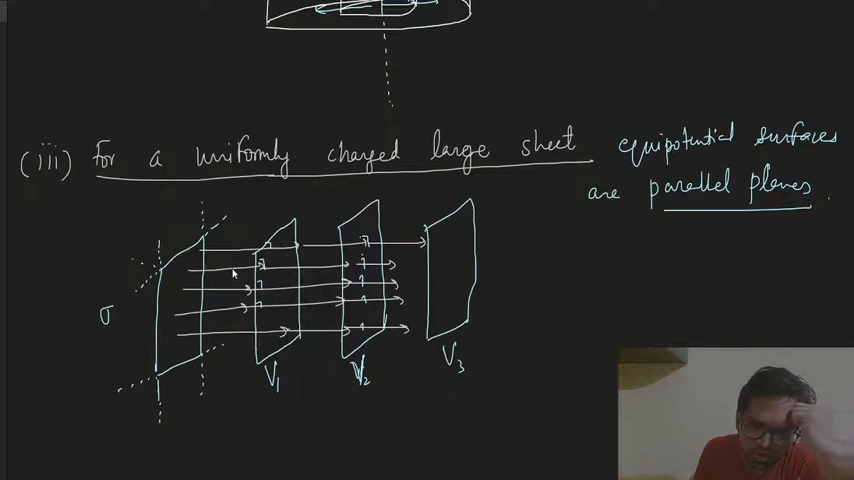 (iii) for a uniformly charged large sheet equipotential surfaces
are parallel planes.
σ
V1 V2 V3